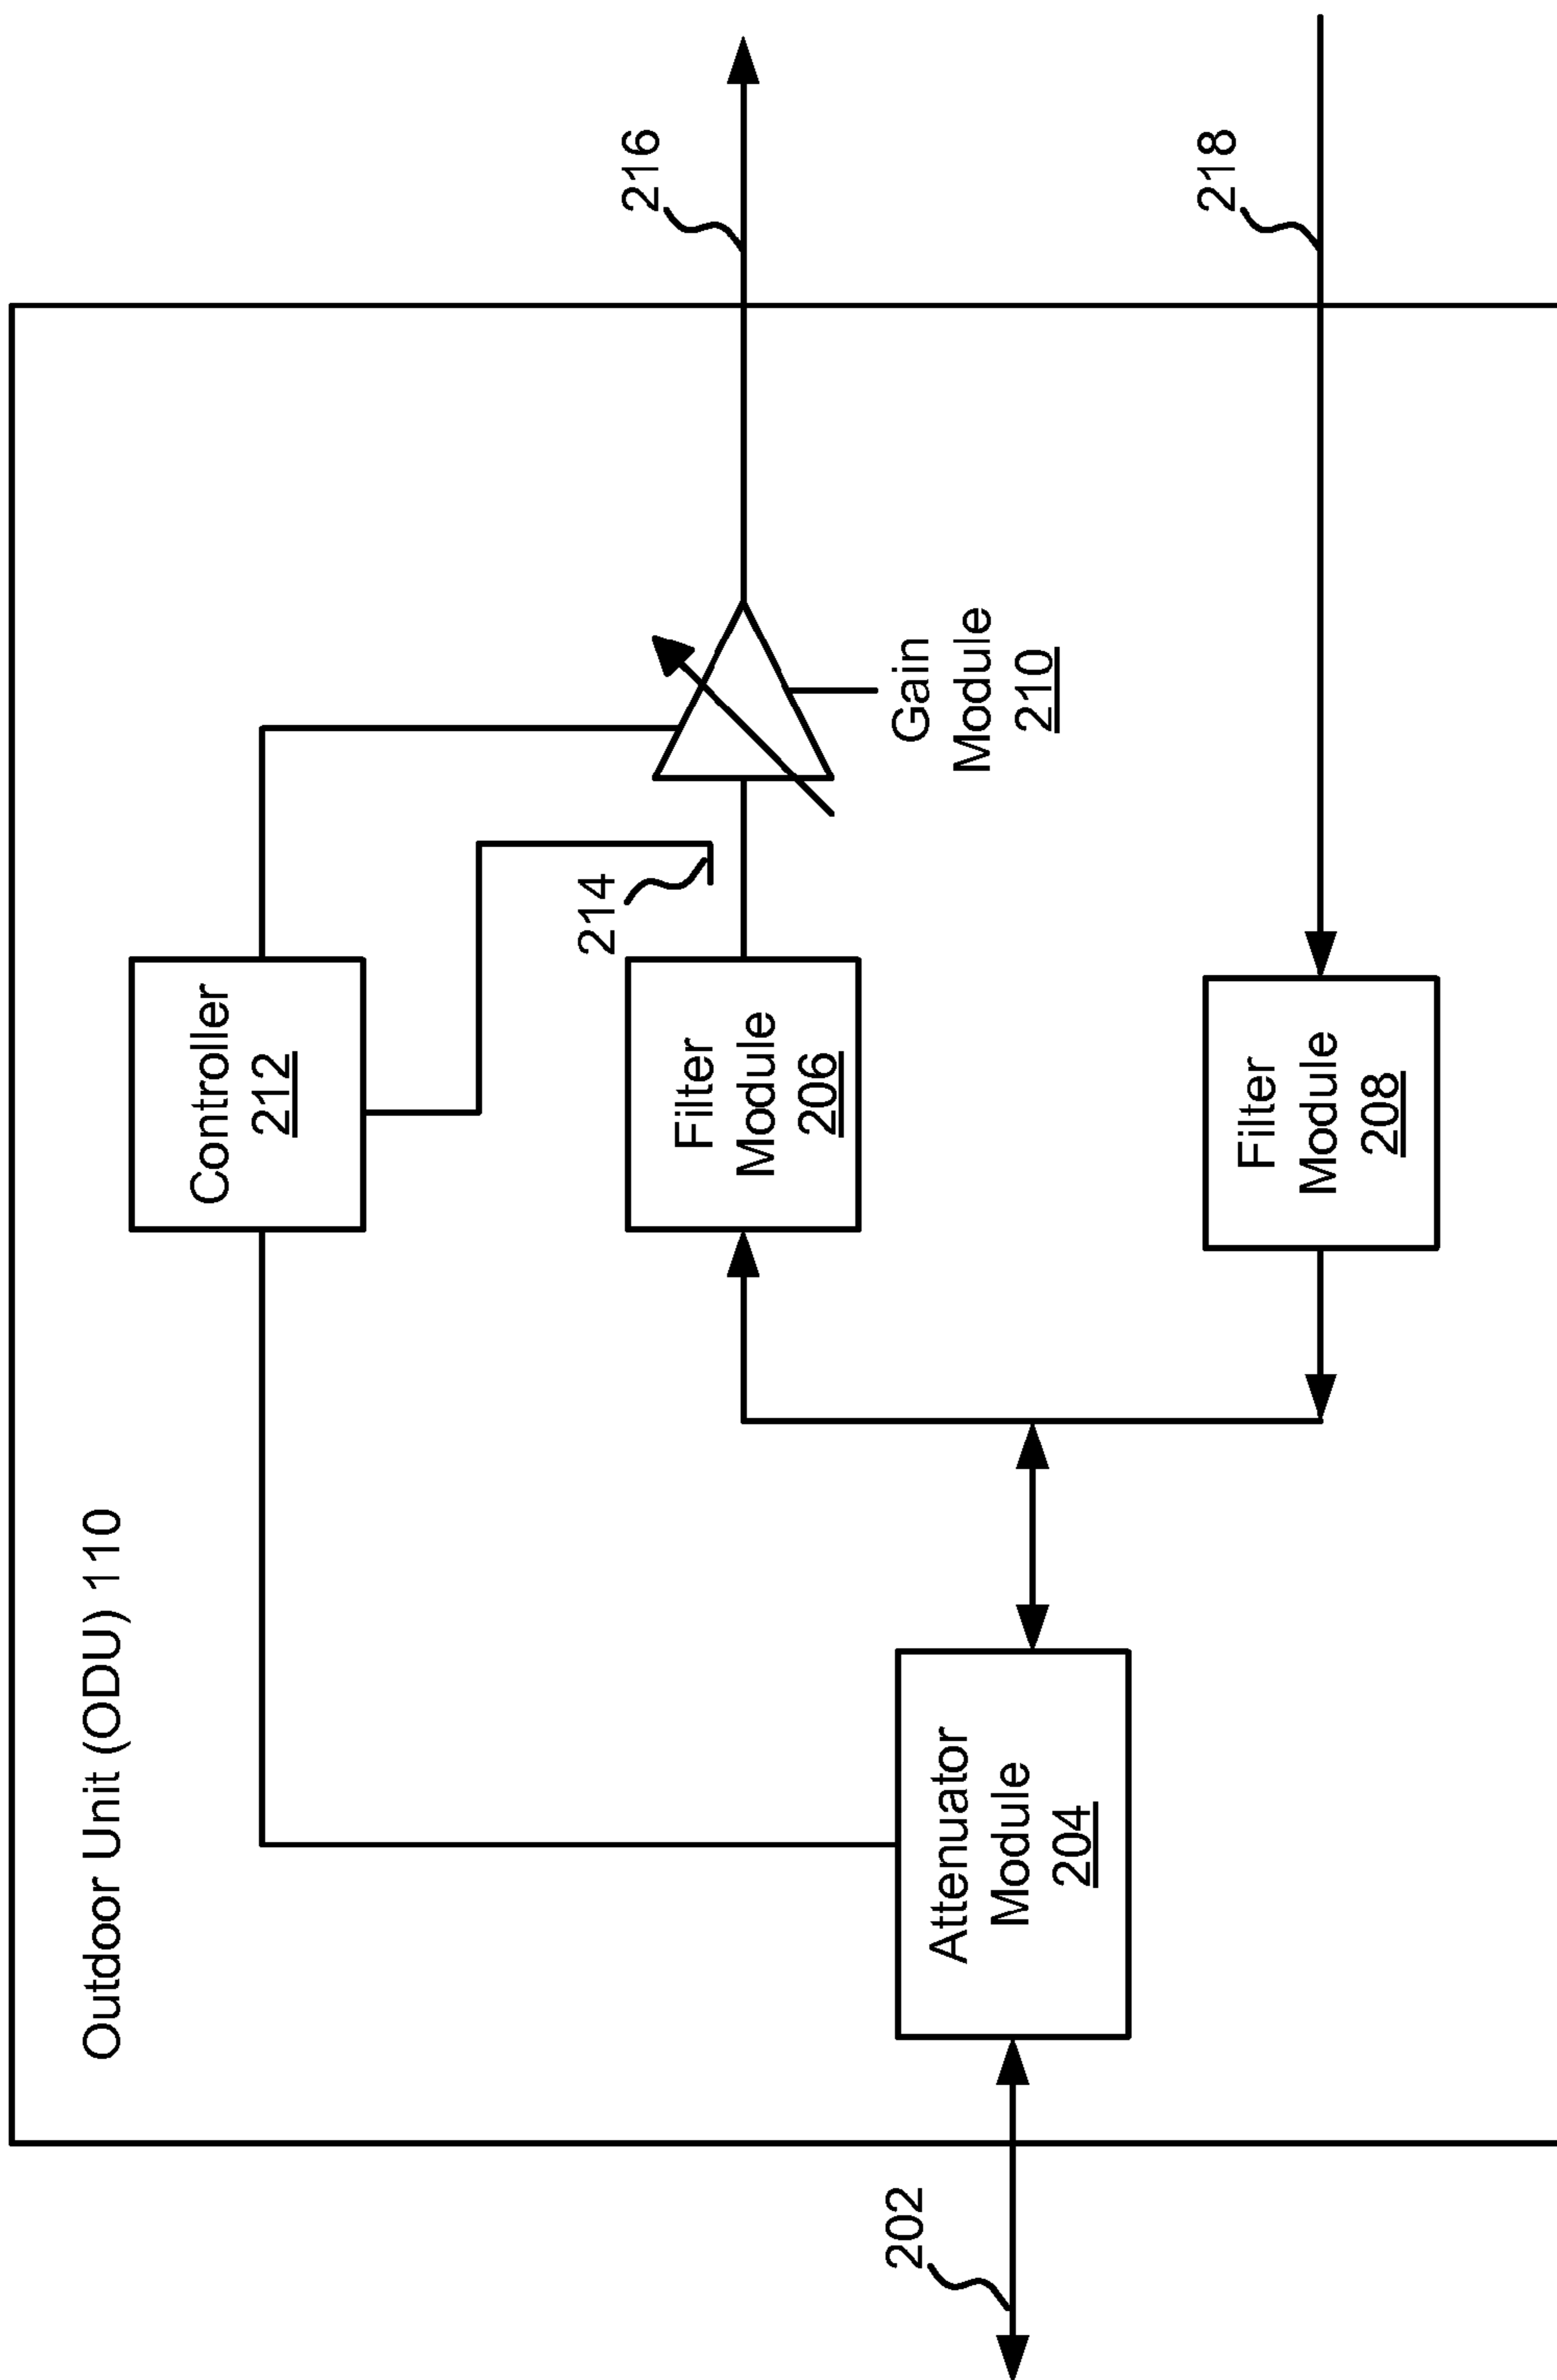 Outdoor Unit (ODU) 110
Controller
212
214
216
Filter
Module
206
Gain
Module
210
202
Attenuator
Module
204
218
Filter
Module
208